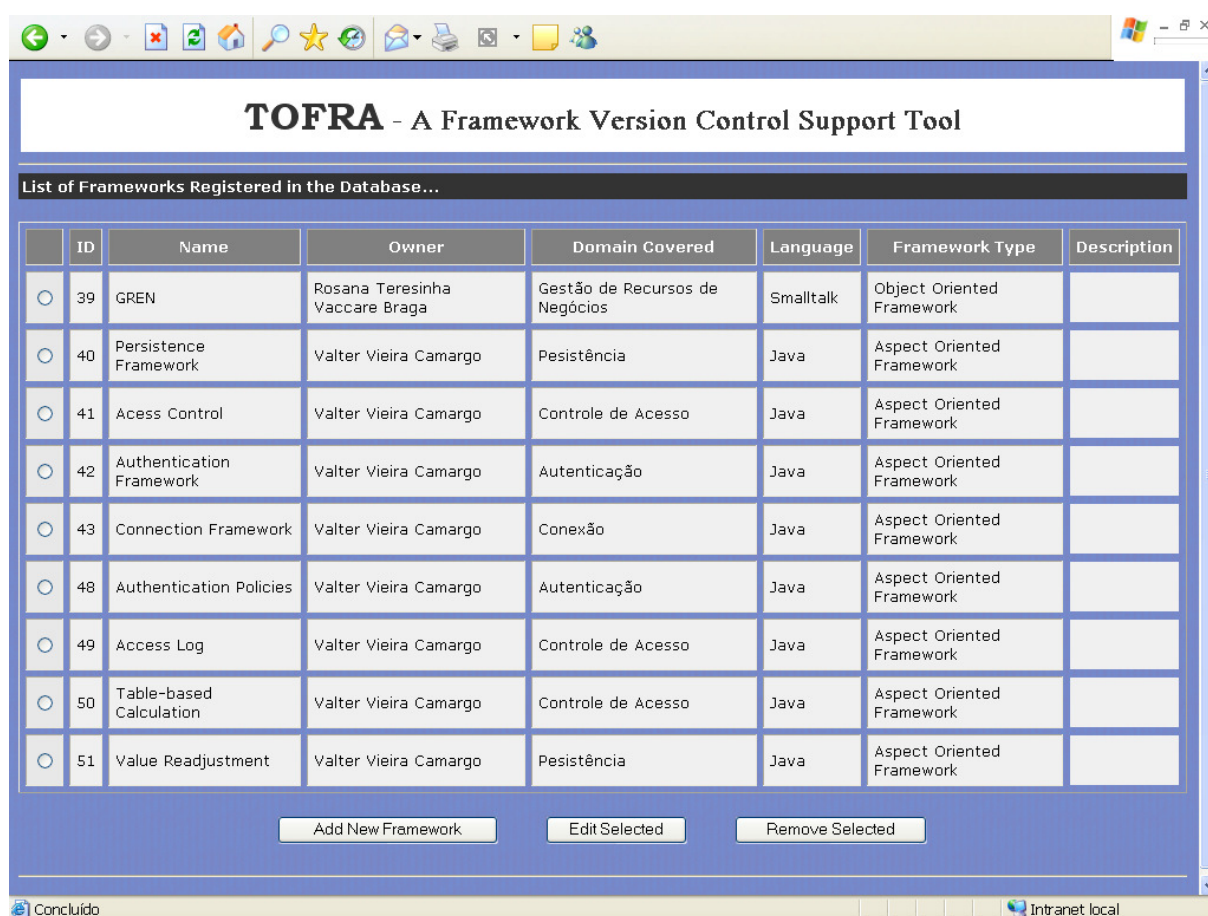 TOFRA - A Framework Version Control Support Tool
List of Frameworks Registered in the Database...
ID Name Owner Domain Covered Language Framework Type Description
39 GREN Rosana Teresinha Vaccare Braga Gestão de Recursos de Negócios Smalltalk Object Oriented Framework
40 Persistence Framework Valter Vieira Camargo Pesistência Java Aspect Oriented Framework
41 Acess Control Valter Vieira Camargo Controle de Acesso Java Aspect Oriented Framework
42 Authentication Framework Valter Vieira Camargo Autenticação Java Aspect Oriented Framework
43 Connection Framework Valter Vieira Camargo Conexão Java Aspect Oriented Framework
48 Authentication Policies Valter Vieira Camargo Autenticação Java Aspect Oriented Framework
49 Access Log Valter Vieira Camargo Controle de Acesso Java Aspect Oriented Framework
50 Table-based Calculation Valter Vieira Camargo Controle de Acesso Java Aspect Oriented Framework
51 Value Readjustment Valter Vieira Camargo Pesistência Java Aspect Oriented Framework
Add New Framework Edit Selected Remove Selected
Concluído Intranet local